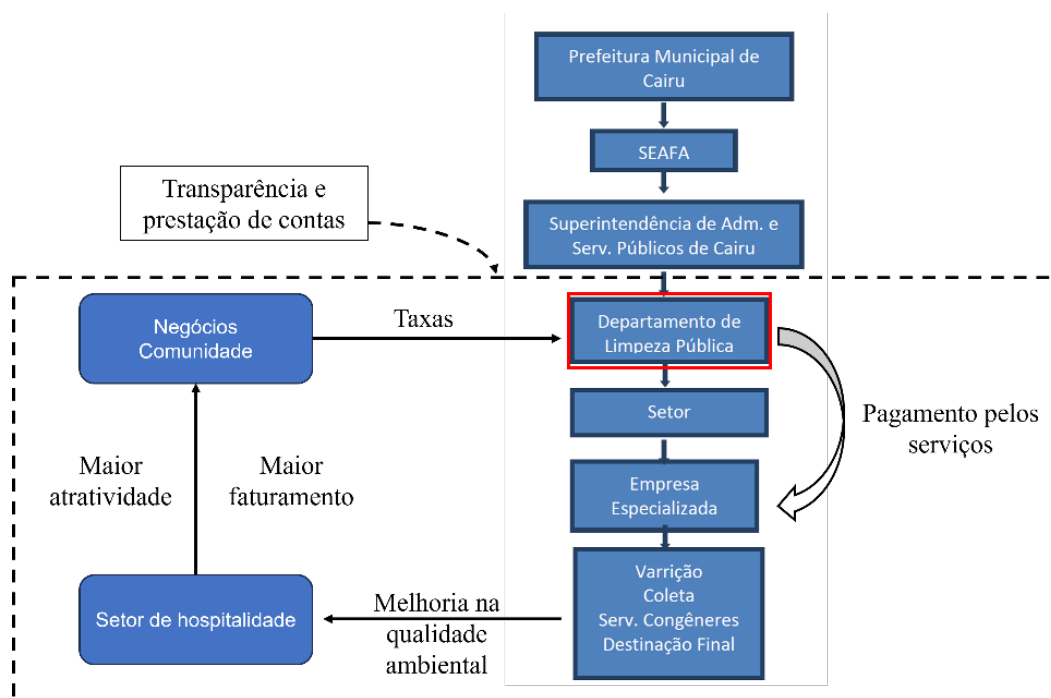 Prefeitura Municipal de
Cairu
SEAFA
Transparência e
prestação de contas
Superintendência de Adm. e
Serv. Públicos de Cairu
Negócios
Comunidade
Taxas
Departamento de
Limpeza Pública
Setor
Pagamento pelos
serviços
Maior
atratividade
Maior
faturamento
Empresa
Especializada
Setor de hospitalidade
Melhoria na
qualidade
ambiental
Varrição
Coleta
Serv. Congêneres
Destinação Final